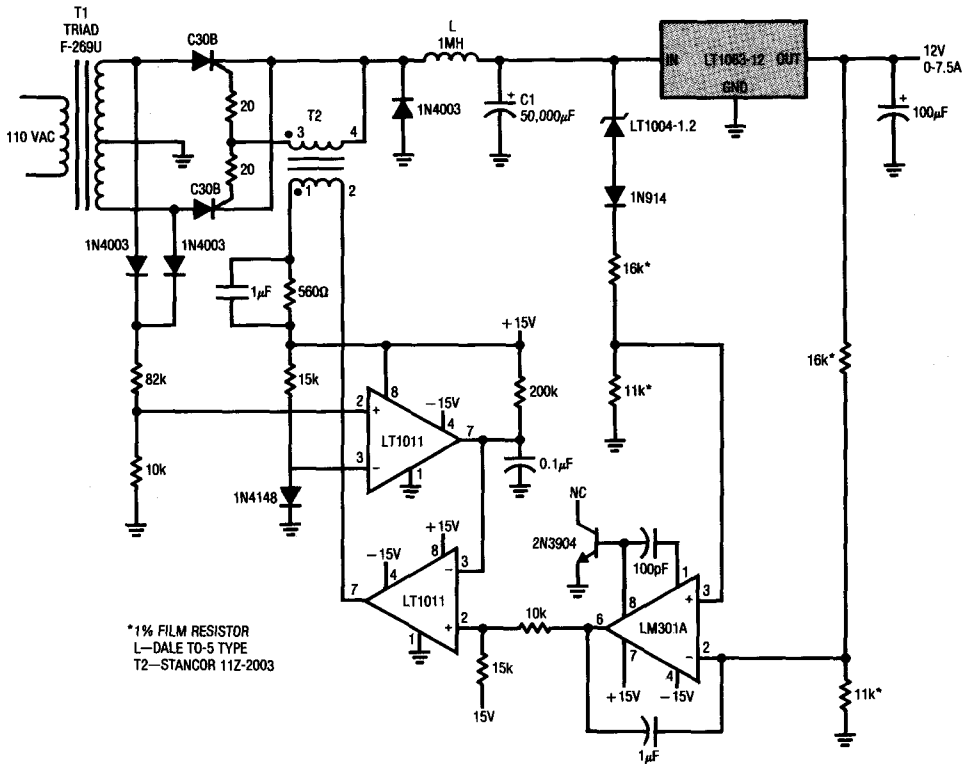 T1
TRIAD
F-269U
C30B
L
1MH
IN
LT1083-12
OUT
GND
12V
0-7.5A
110 VAC
20
20
T2
3
4
1
2
1N4003
+
C1
50,000µF
LT1004-1.2
+
100µF
C30B
1N914
1N4003
1N4003
1µF
560Ω
16k*
+15V
16k*
82k
15k
8
-15V
4
200k
11k*
2
+
LT1011
7
3
-
1
0.1µF
10k
1N4148
NC
+15V
2N3904
-15V
8
4
3
-
100pF
1
7
LT1011
8
3
+
1
+
2
10k
6
LM301A
7
2
-
4
+15V
-15V
15k
15V
11k*
1µF
*1% FILM RESISTOR
L—DALE TO-5 TYPE
T2—STANCOR 11Z-2003